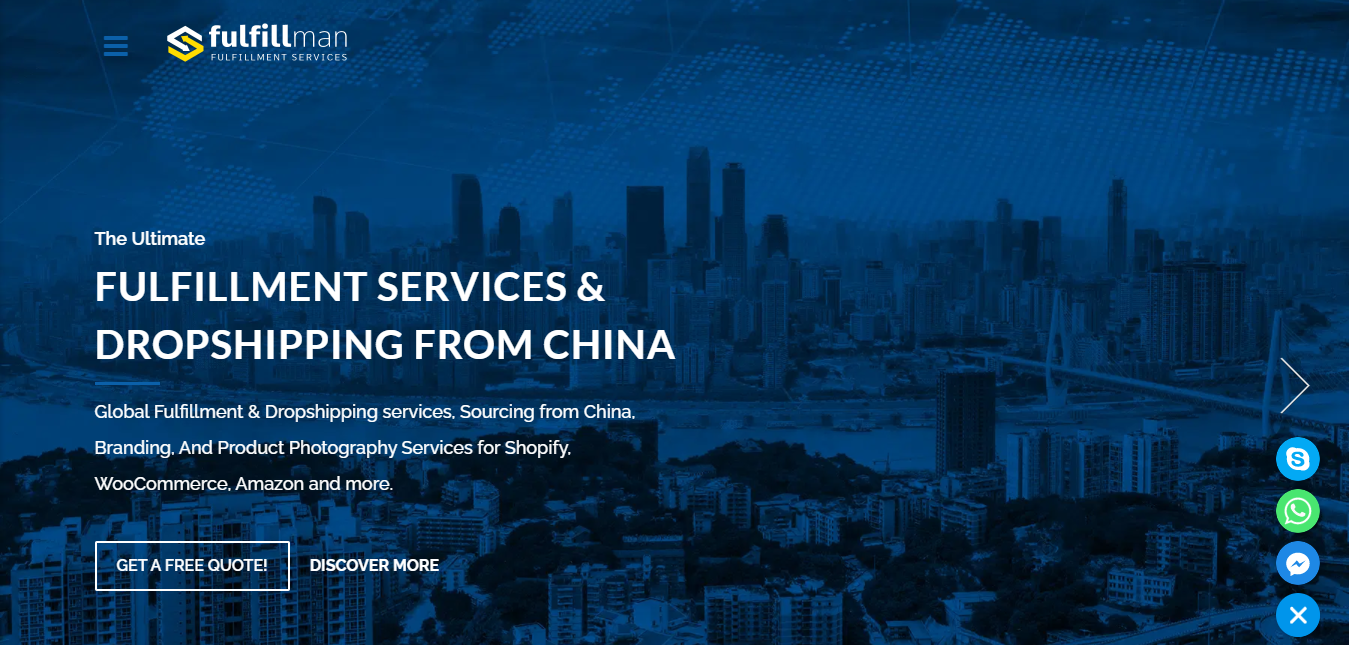 fulfillman
FULFILLMENT SERVICES
The Ultimate
FULFILLMENT SERVICES &
DROPSHIPPING FROM CHINA
Global Fulfillment & Dropshipping services, Sourcing from China,
Branding, And Product Photography Services for Shopify,
WooCommerce, Amazon and more.
GET A FREE QUOTE!
DISCOVER MORE